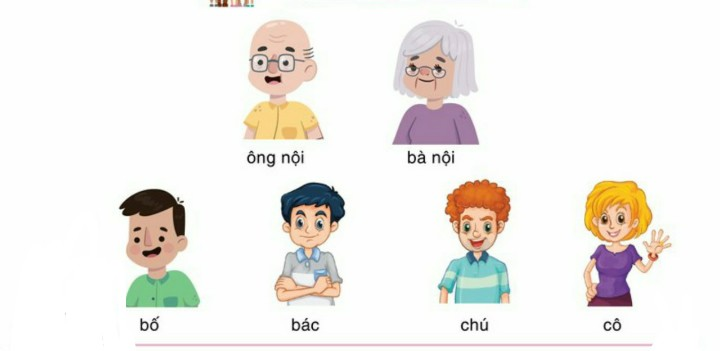 ông nội bà nội
bố bác chú cô